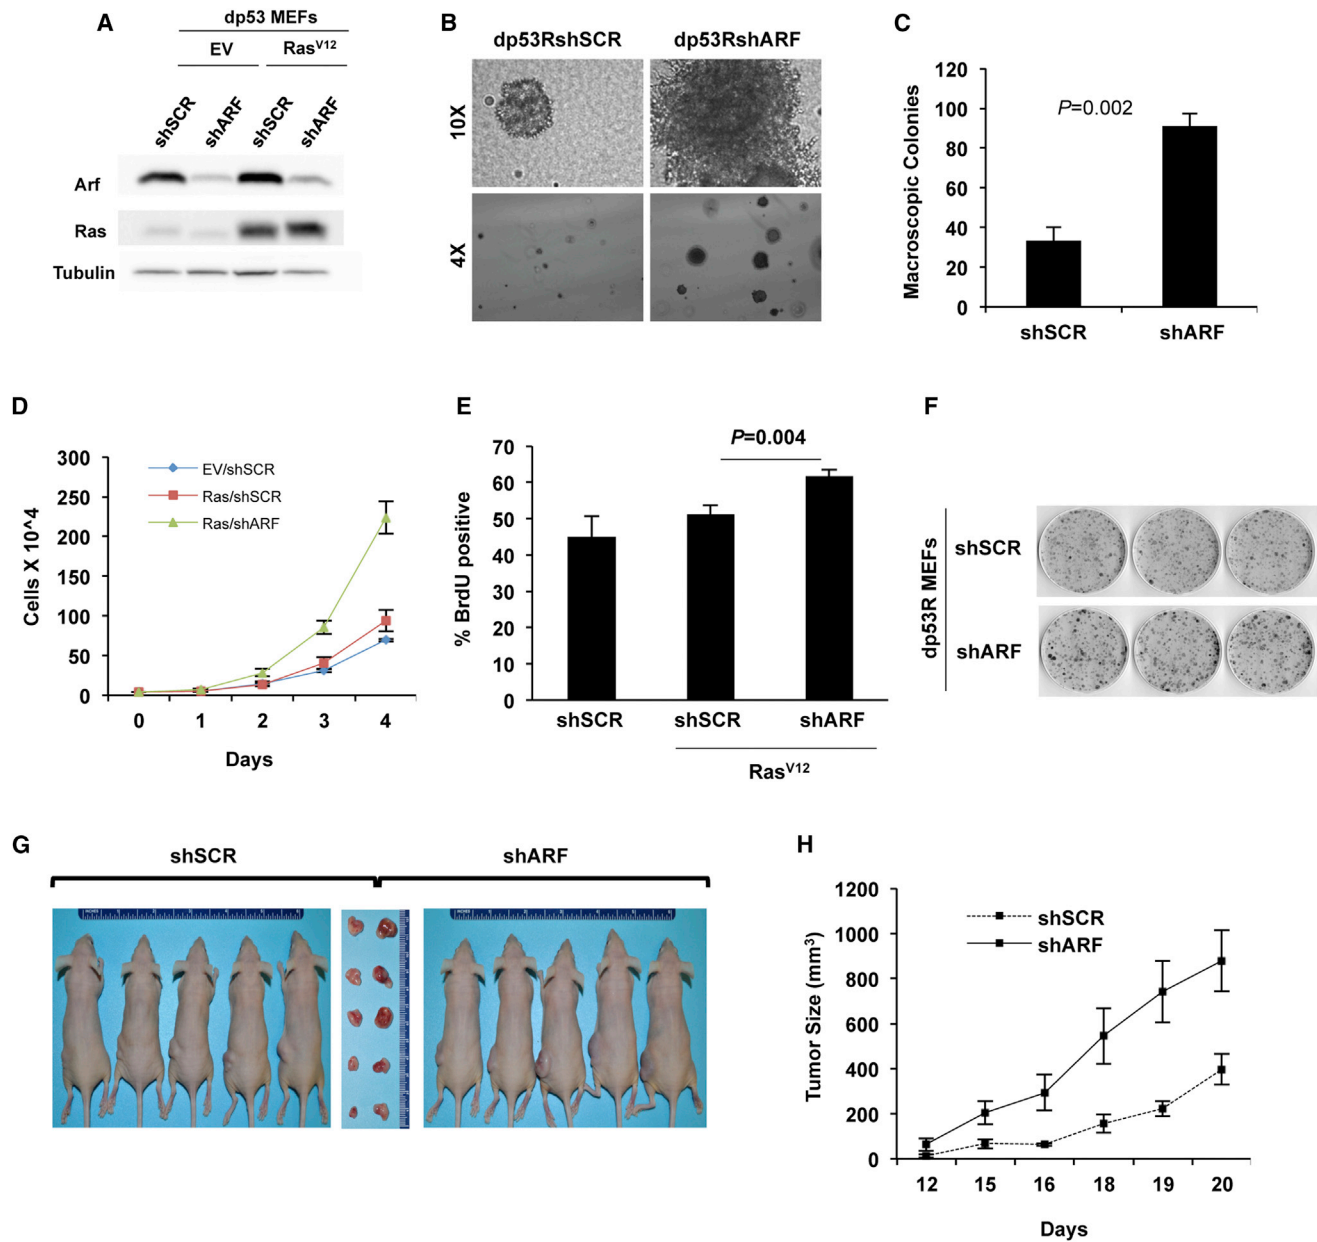 A
dp53 MEFs
EV
Ras^V12
shSCR
shARF
shSCR
shARF
Arf
Ras
Tubulin
B
dp53RshSCR
dp53RshARF
10X
4X
C
Macroscopic Colonies
120
100
80
60
40
20
0
P=0.002
shSCR
shARF
D
Cells X 10^4
300
250
200
150
100
50
0
EV/shSCR
Ras/shSCR
Ras/shARF
0 1 2 3 4
Days
E
% BrdU positive
70
60
50
40
30
20
10
0
P=0.004
shSCR
shSCR
shARF
Ras^V12
F
dp53R MEFs
shSCR
shARF
G
shSCR
shARF
H
Tumor Size (mm³)
1200
1000
800
600
400
200
0
shSCR
shARF
12 15 16 18 19 20
Days